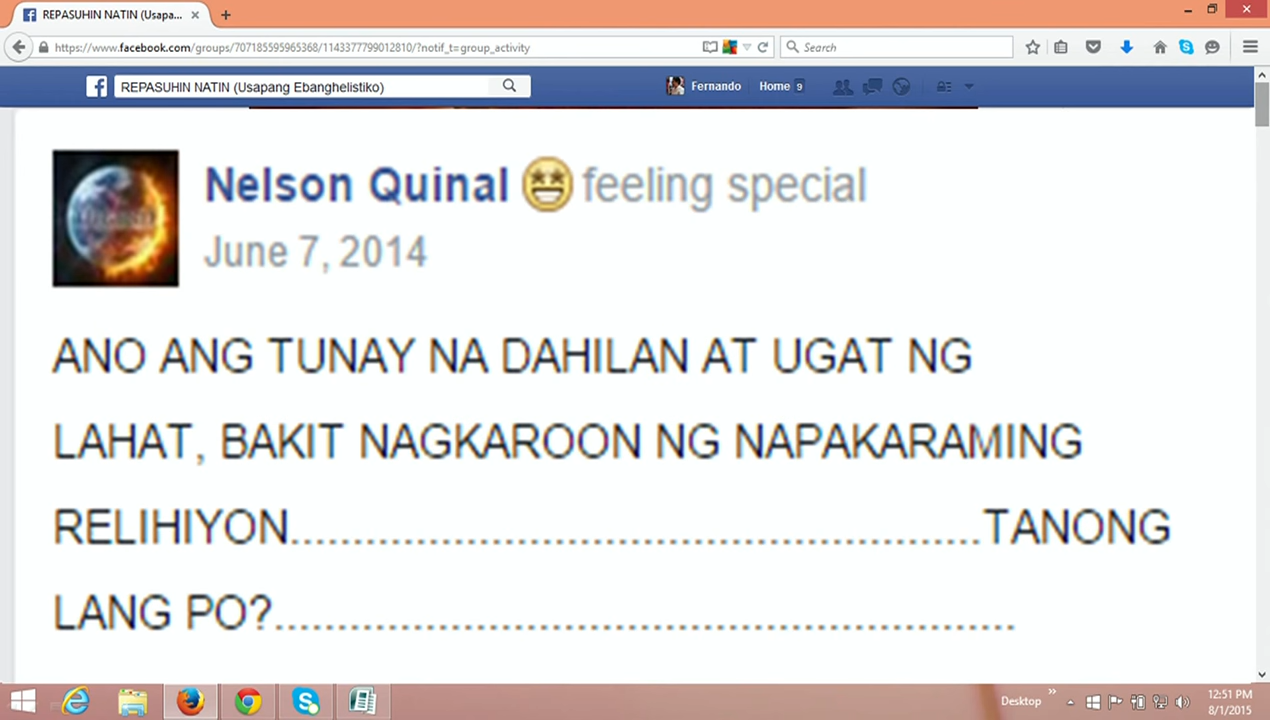 REPASUHIN NATIN (Usapa...
https://www.facebook.com/groups/707185595965368/1143377799012810/?notif_t=group_activity
Search
REPASUHIN NATIN (Usapang Ebanghelistiko)
Fernando
Home 9
Nelson Quinal feeling special
June 7, 2014
ANO ANG TUNAY NA DAHILAN AT UGAT NG
LAHAT, BAKIT NAGKAROON NG NAPAKARAMING
RELIHIYON.......................................................TANONG
LANG PO?...........................................................
Desktop
12:51 PM
8/1/2015